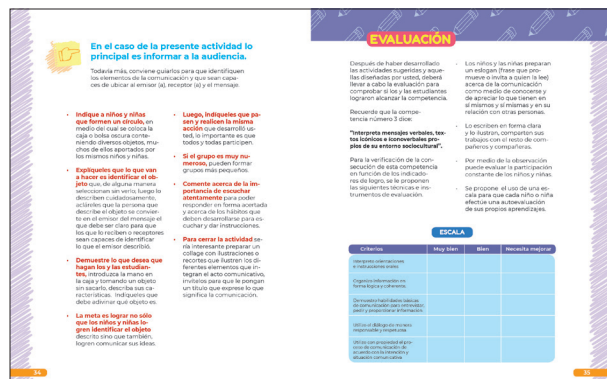 En el caso de la presente actividad lo
principal es informar a la audiencia.
Todavía más, conviene guiarlos para que identifiquen
los elementos de la comunicación y que sean capa-
ces de ubicar al emisor (a), receptor (a) y el mensaje.
• Indique a niños y niñas
que formen un círculo, en
medio del cual se coloca la
caja o bolsa oscura conte-
niendo diversos objetos, mu-
chos de ellos aportados por
los mismos niños y niñas.
• Explíqueles que lo que van
a hacer es identificar el ob-
jeto que, de alguna manera
seleccionan sin verlo; luego lo
describen cuidadosamente,
aclareles que la persona que
describe el objeto se convier-
te en el emisor del mensaje el
que debe ser claro para que
los que lo reciben o receptores
sean capaces de identificar
lo que el emisor describió.
• Demuestre lo que desea que
hagan los y las estudian-
tes, introduzca la mano en
la caja y tomando un objeto
sin sacarlo, describa sus ca-
racterísticas. Indíqueles que
debe adivinar qué objeto es.
• La meta es lograr no sólo
que los niños y niñas lo-
gren identificar el objeto
descrito sino que también,
logren comunicar sus ideas.
• Luego, indíqueles que pa-
sen y realicen la misma
acción que desarrolló us-
ted, lo importante es que
todos y todas participen.
• Si el grupo es muy nu-
meroso, pueden formar
grupos más pequeños.
• Comente acerca de la im-
portancia de escuchar
atentamente para poder
responder en forma acertada
y acerca de los hábitos que
deben desarrollarse para es-
cuchar y dar instrucciones.
• Para cerrar la actividad se-
ría interesante preparar un
collage con ilustraciones o
recortes que ilustren los di-
ferentes elementos que in-
tegran el acto comunicativo,
invítelos para que le pongan
un título que exprese lo que
significa la comunicación.
34
EVALUACIÓN
Después de haber desarrollado
las actividades sugeridas y aque-
llas diseñadas por usted, deberá
llevar a cabo la evaluación para
comprobar si los y las estudiantes
lograron alcanzar la competencia.
Recuerde que la compe-
tencia número 3 dice:
"Interpreta mensajes verbales, tex-
tos icónicos e iconoverbales pro-
pios de su entorno sociocultural".
Para la verificación de la con-
secución de esta competencia
en función de los indicado-
res de logro, se le proponen
las siguientes técnicas e ins-
trumentos de evaluación.
• Los niños y las niñas preparan
un eslogan (frase que pro-
mueve o invita a quien la lee)
acerca de la comunicación
como medio de conocerse y
de apreciar lo que tienen en
sí mismos y sí mismas y en su
relación con otras personas.
• Lo escriben en forma clara
y lo ilustran, comparten sus
trabajos con el resto de com-
pañeros y compañeras.
• Por medio de la observación
puede evaluar la participación
constante de los niños y niñas.
• Se propone el uso de una es-
cala para que cada niño o niña
efectúe una autoevaluación
de sus propios aprendizajes.
ESCALA
Criterios Muy bien Bien Necesita mejorar
Interpreto orientaciones
e instrucciones orales
Organizo información en
forma lógica y coherente.
Demuestro habilidades básicas
de comunicación para entrevistar,
pedir y proporcionar información.
Utilizo el diálogo de manera
responsable y respetuosa.
Utilizo con propiedad el pro-
ceso de comunicación de
acuerdo con la intención y
situación comunicativa
35